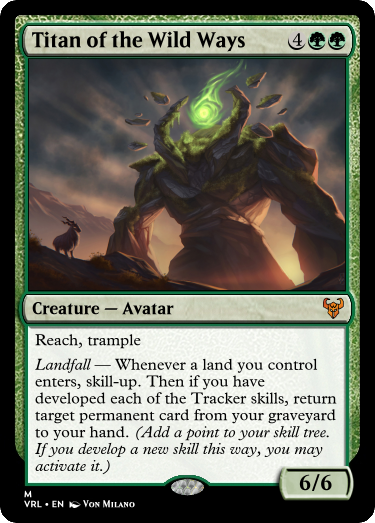 Titan of the Wild Ways 4
Creature — Avatar
Reach, trample
Landfall — Whenever a land you control
enters, skill-up. Then if you have
developed each of the Tracker skills, return
target permanent card from your graveyard
to your hand. (Add a point to your skill tree.
If you develop a new skill this way, you may
activate it.)
6/6
M
VRL • EN Von Milano